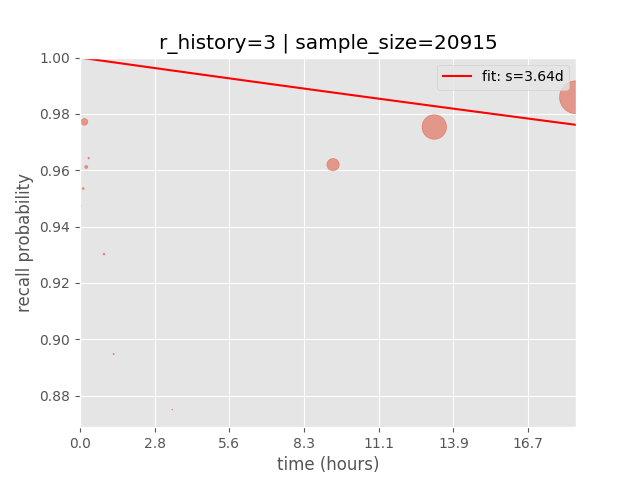 r_history=3 | sample_size=20915
fit: s=3.64d
recall probability
1.00
0.98
0.96
0.94
0.92
0.90
0.88
0.0 2.8 5.6 8.3 11.1 13.9 16.7
time (hours)